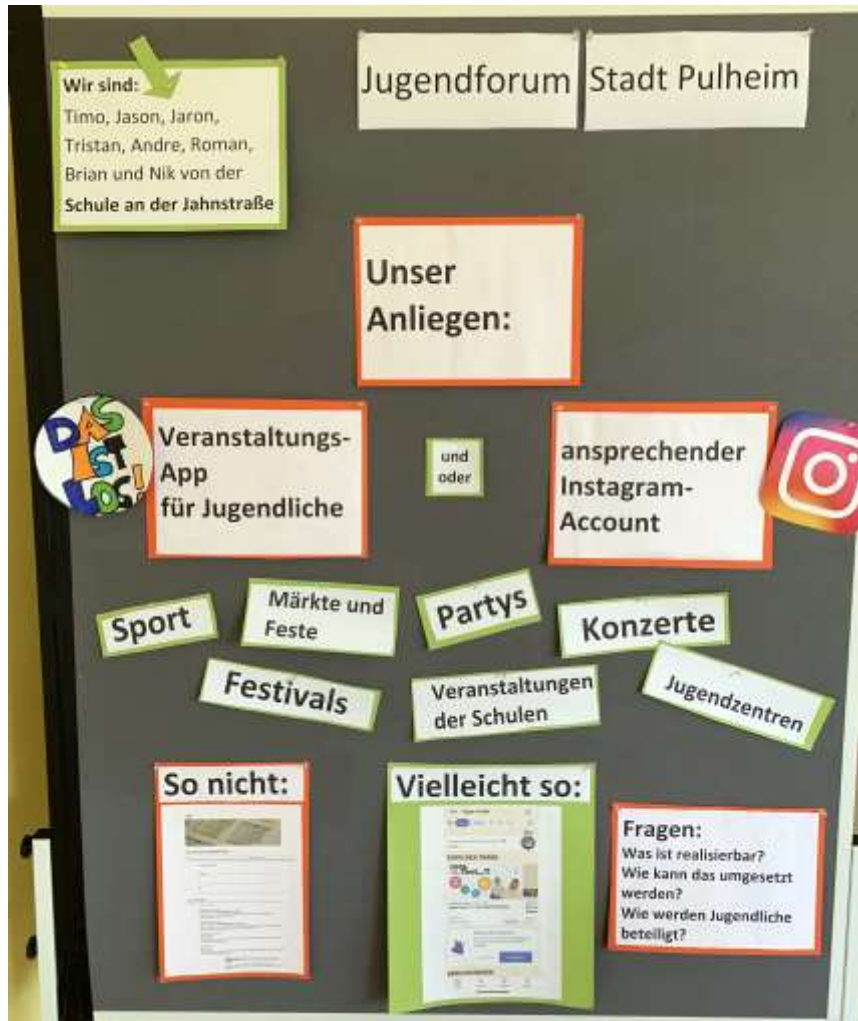 Wir sind:
Timo, Jason, Jaron,
Tristan, Andre, Roman,
Brian und Nik von der
Schule an der Jahnstraße
Jugendforum
Stadt Pulheim
Unser
Anliegen:
DAS
IST
LOS!
Veranstaltungs-
App
für Jugendliche
und
oder
ansprechender
Instagram-
Account
Sport
Märkte und
Feste
Partys
Konzerte
Festivals
Veranstaltungen
der Schulen
Jugendzentren
So nicht:
Vielleicht so:
Fragen:
Was ist realisierbar?
Wie kann das umgesetzt
werden?
Wie werden Jugendliche
beteiligt?